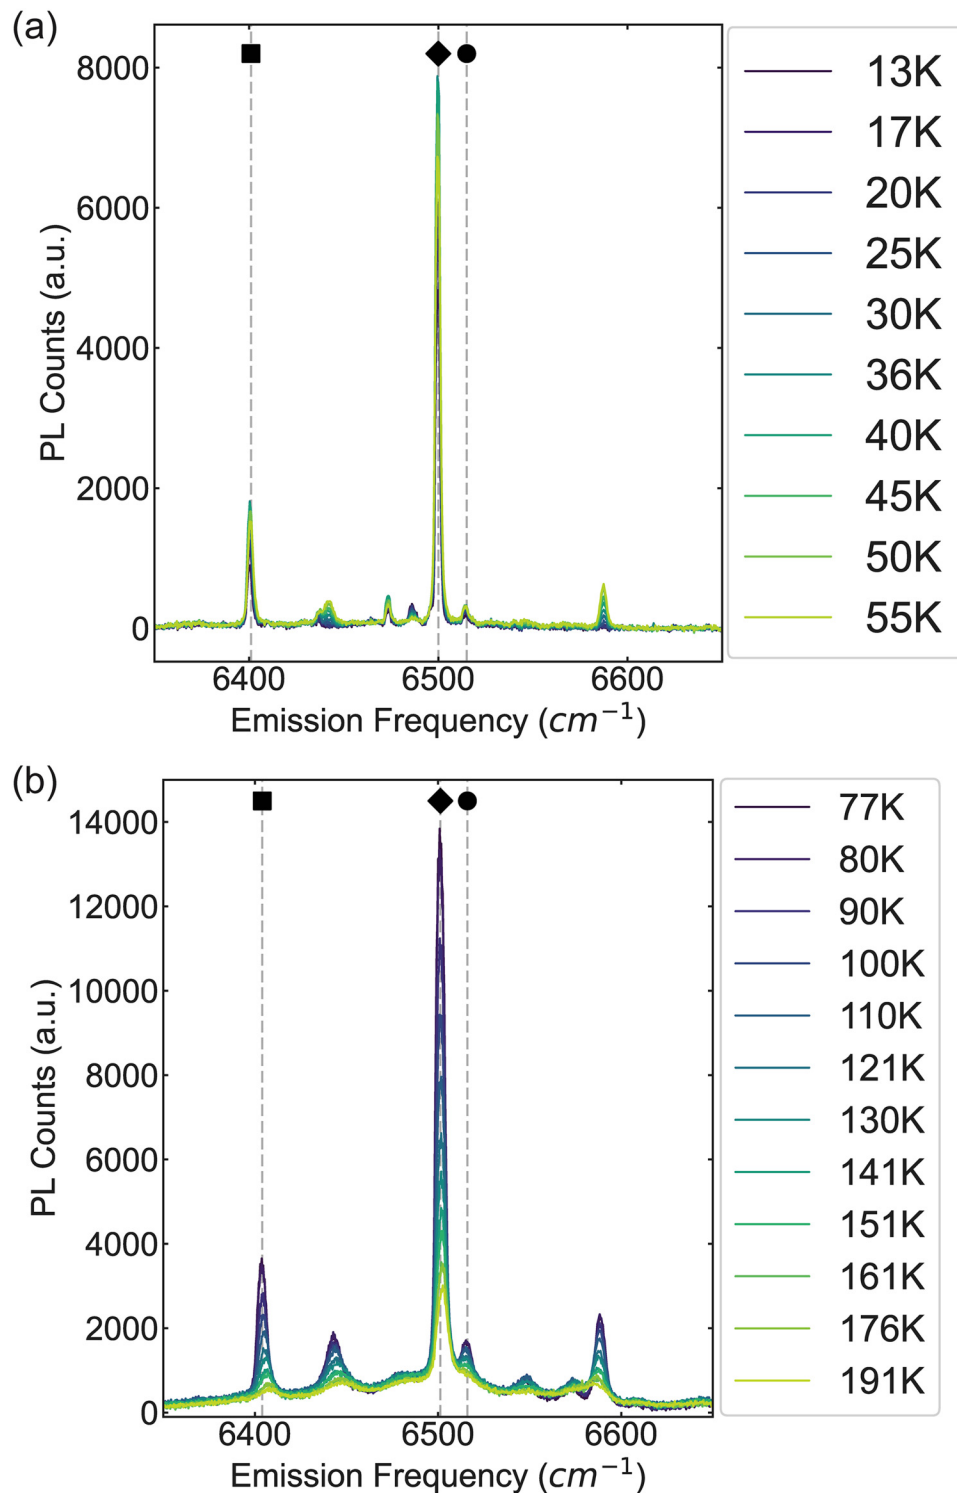 (a)
8000
6000
4000
2000
0
PL Counts (a.u.)
6400 6500 6600
Emission Frequency (cm⁻¹)
13K
17K
20K
25K
30K
36K
40K
45K
50K
55K
(b)
14000
12000
10000
8000
6000
4000
2000
0
PL Counts (a.u.)
6400 6500 6600
Emission Frequency (cm⁻¹)
77K
80K
90K
100K
110K
121K
130K
141K
151K
161K
176K
191K